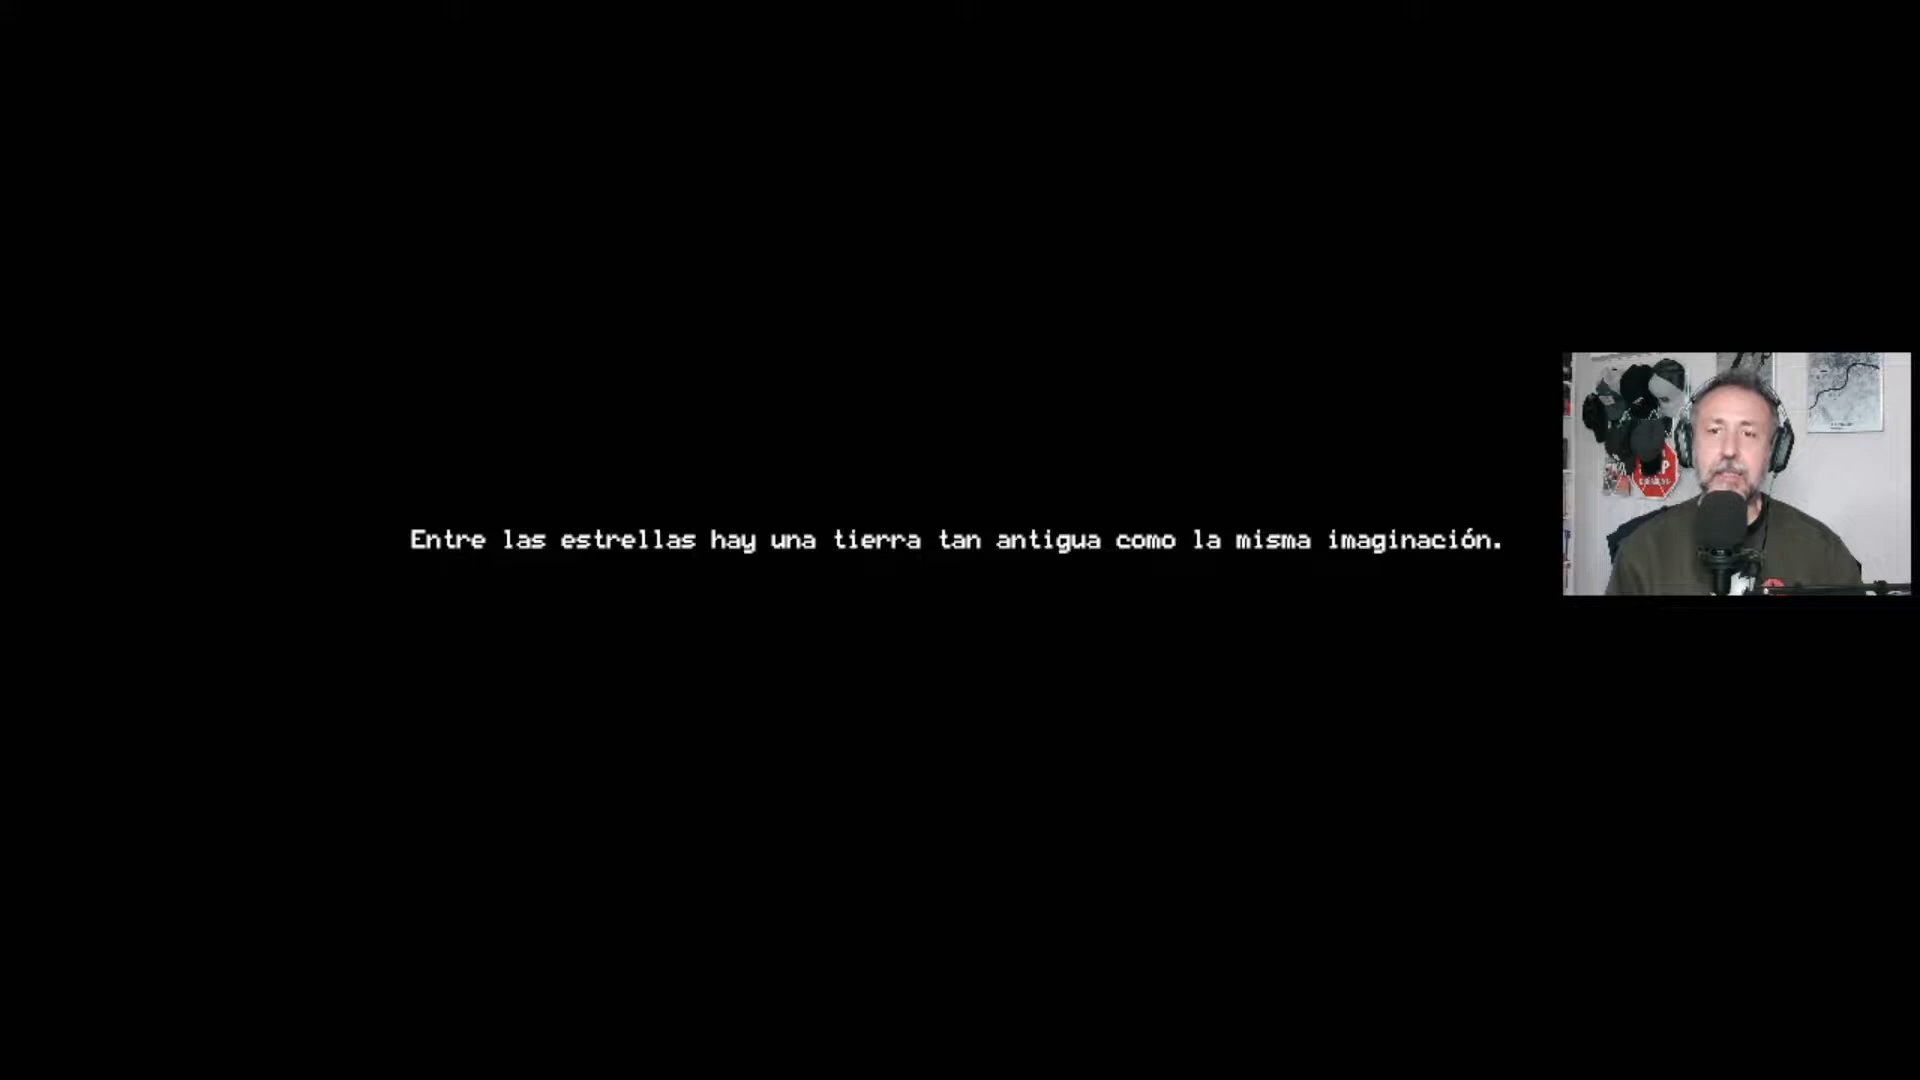 Entre las estrellas hay una tierra tan antigua como la misma imaginación.